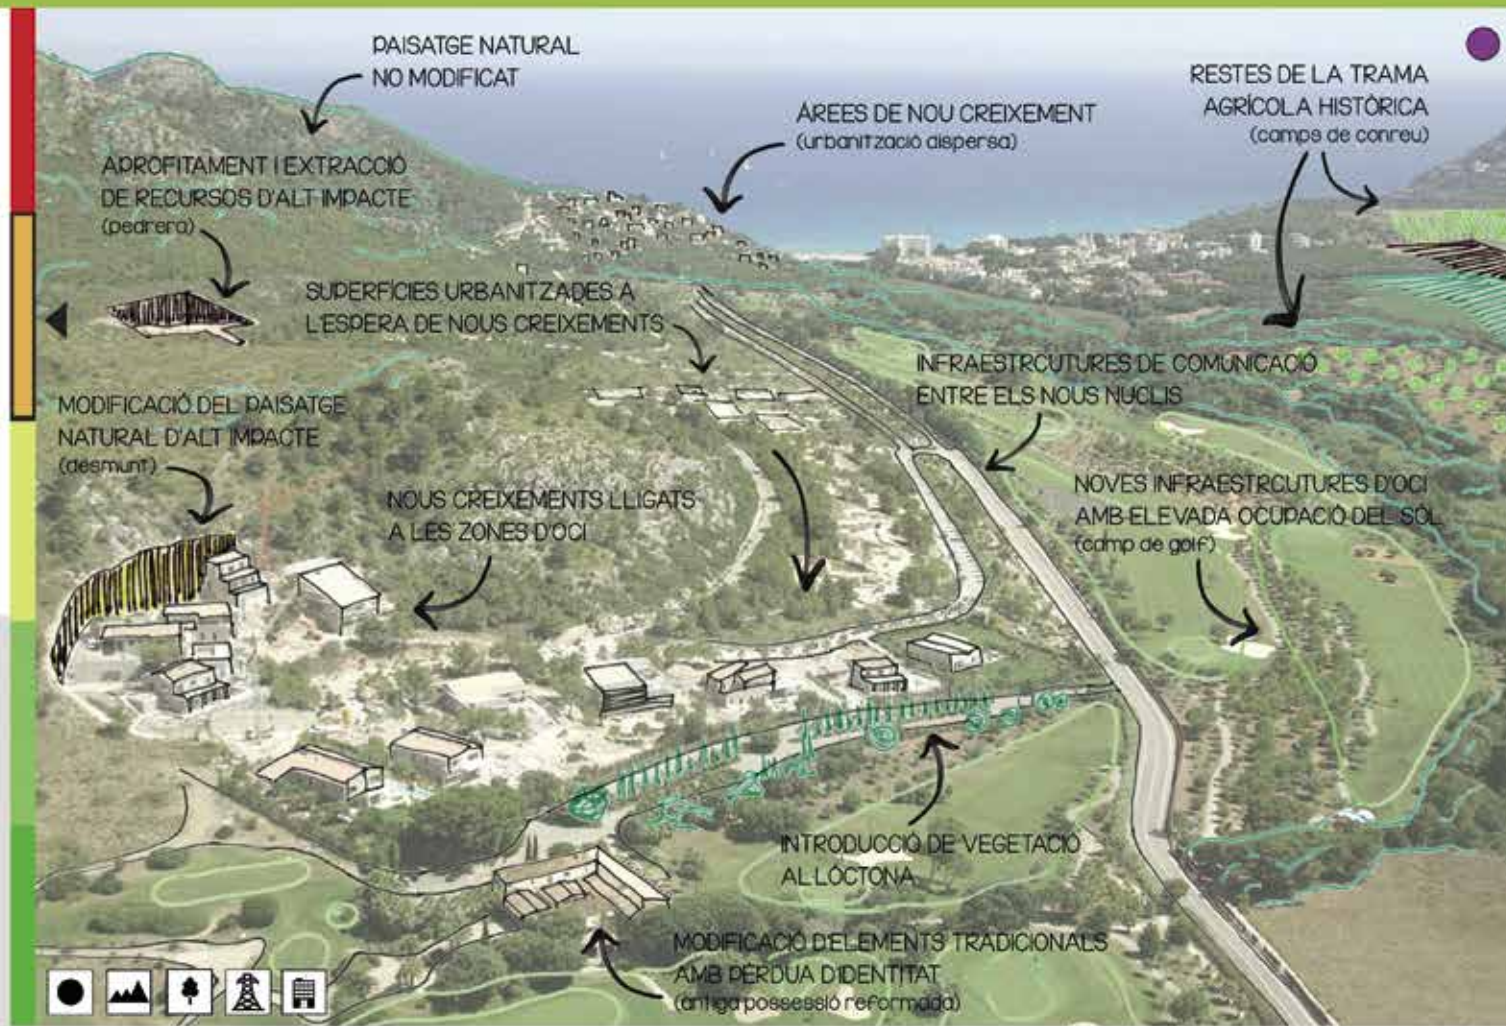 PAISATGE NATURAL
NO MODIFICAT
RESTES DE LA TRAMA
AGRÍCOLA HISTÒRICA
(camps de conreu)
ÀREES DE NOU CREIXEMENT
(urbanització dispersa)
APROFITAMENT I EXTRACCIÓ
DE RECURSOS D'ALT IMPACTE
(pedrera)
SUPERFÍCIES URBANITZADES A
L'ESPERA DE NOUS CREIXEMENTS
INFRAESTRCUTURES DE COMUNICACIÓ
ENTRE ELS NOUS NUCLIS
MODIFICACIÓ DEL PAISATGE
NATURAL D'ALT IMPACTE
(desmunt)
NOUS CREIXEMENTS LLIGATS
A LES ZONES D'OCI
NOVES INFRAESTRCUTURES D'OCI
AMB ELEVADA OCUPACIÓ DEL SÒL
(camp de golf)
INTRODUCCIÓ DE VEGETACIÓ
AL·LÒCTONA
MODIFICACIÓ D'ELEMENTS TRADICIONALS
AMB PÈRDUA D'IDENTITAT
(antiga possessió reformada)